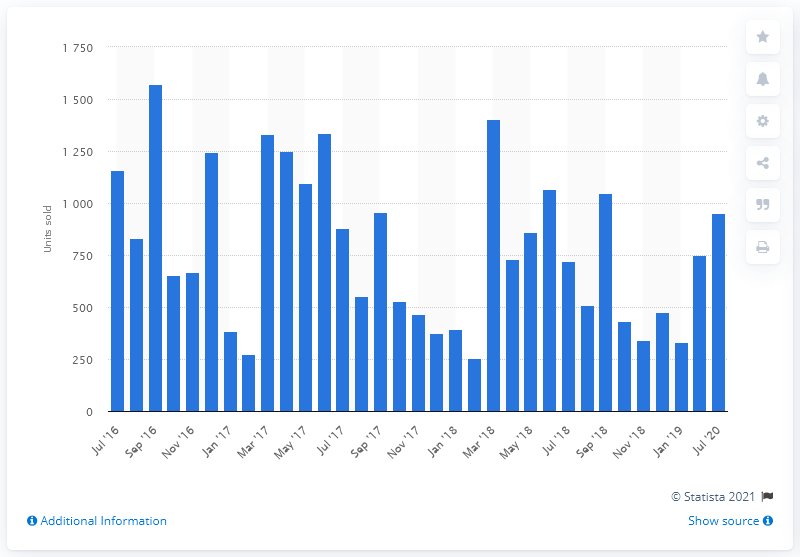 1 750
1 500
1 250
1 000
750
500
250
0
Units sold
Jul '16
Sep '16
Nov '16
Jan '17
Mar '17
May '17
Jul '17
Sep '17
Nov '17
Jan '18
Mar '18
May '18
Jul '18
Sep '18
Nov '18
Jan '19
Jul '20
© Statista 2021
Additional Information
Show source